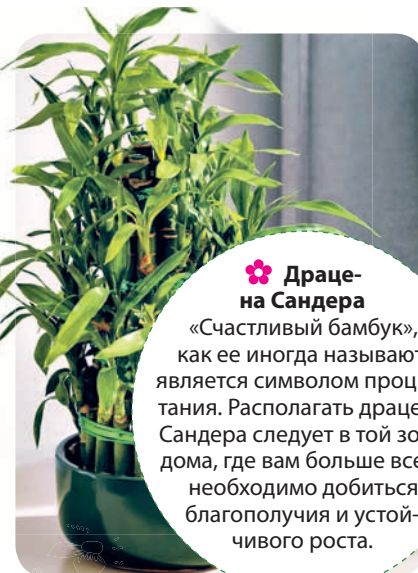 Драце-
на Сандера
«Счастливый бамбук»,
как ее иногда называют
является символом проц
тания. Располагать драце
Сандера следует в той зо
дома, где вам больше все
необходимо добиться
благополучия и устой-
чивого роста.